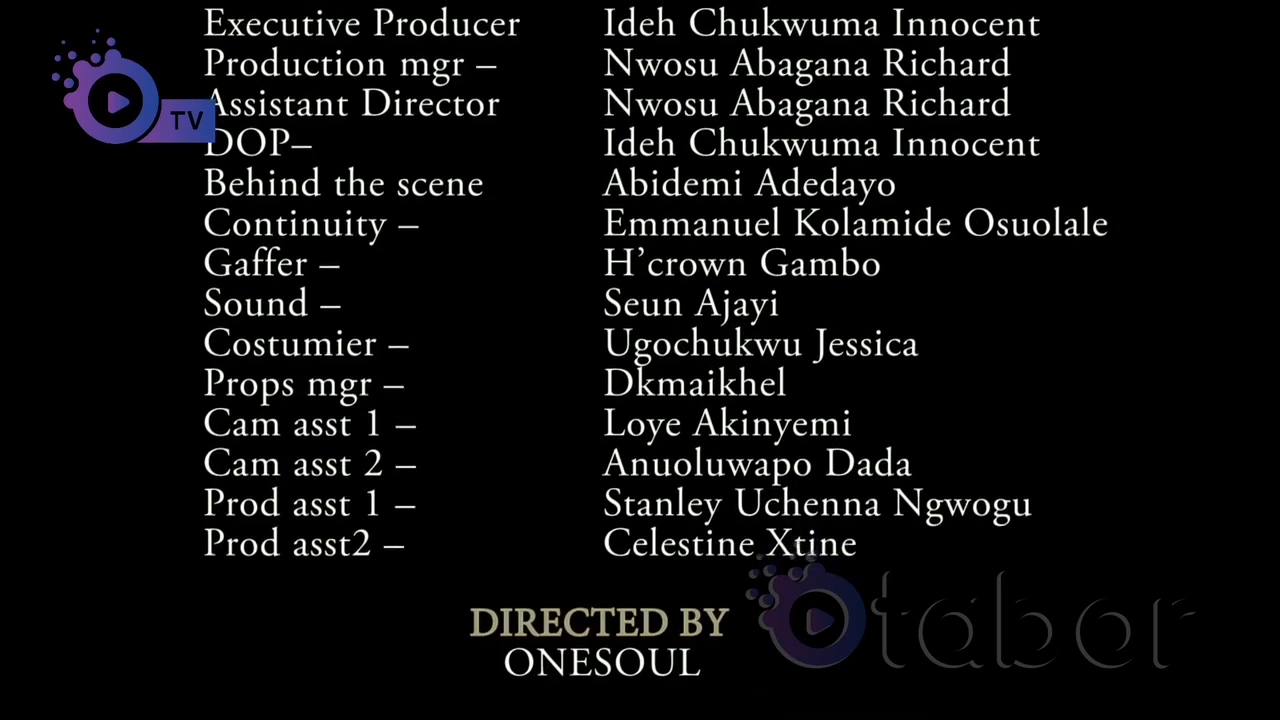 Executive Producer Ideh Chukwuma Innocent
Production mgr – Nwosu Abagana Richard
Assistant Director Nwosu Abagana Richard
TV
DOP– Ideh Chukwuma Innocent
Behind the scene Abidemi Adedayo
Continuity – Emmanuel Kolamide Osuolale
Gaffer – H’crown Gambo
Sound – Seun Ajayi
Costumier – Ugochukwu Jessica
Props mgr – Dkmaikhel
Cam asst 1 – Loye Akinyemi
Cam asst 2 – Anuoluwapo Dada
Prod asst 1 – Stanley Uchenna Ngwogu
Prod asst2 – Celestine Xtine
DIRECTED BY
ONESOUL
Otabor